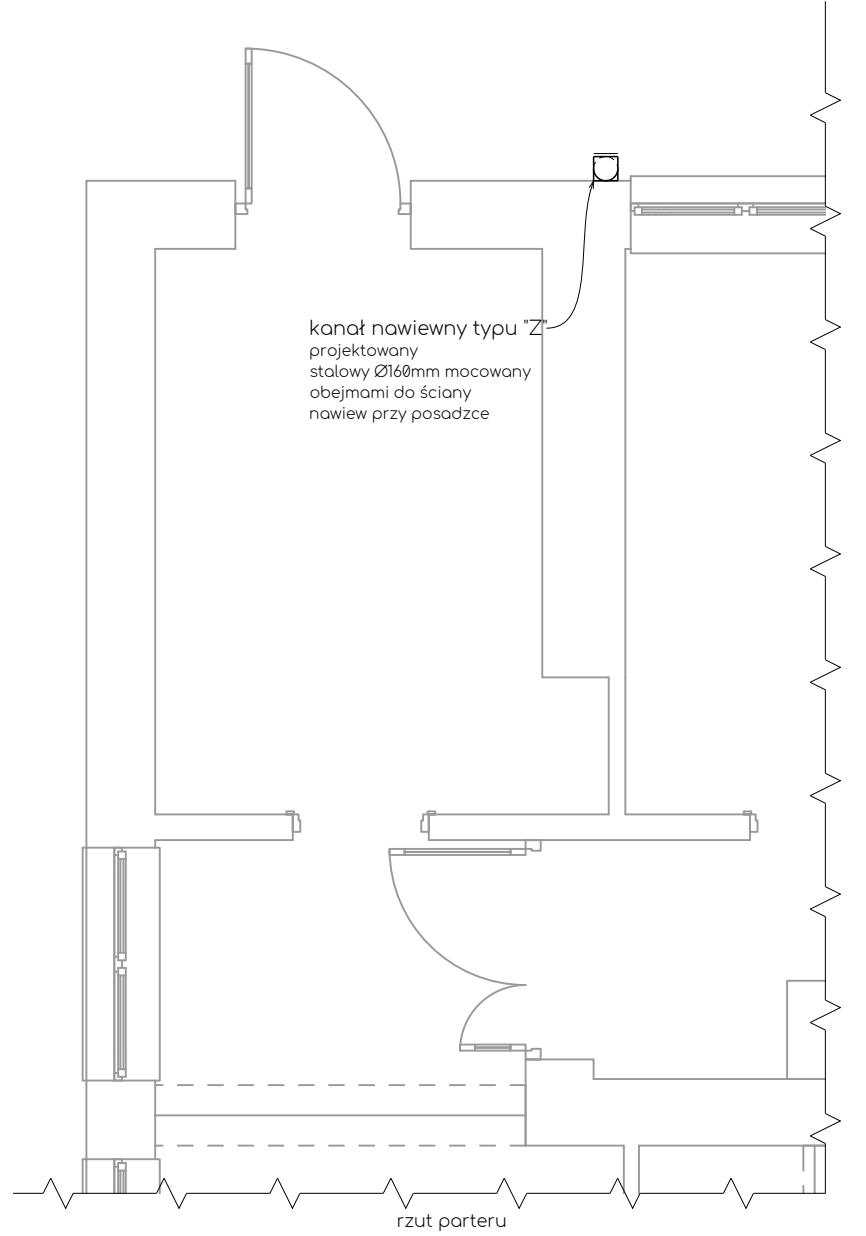 kanał nawiewny typu "Z"
projektowany
stalowy Ø160mm mocowany
obejmami do ściany
nawiew przy posadzce
rzut parteru